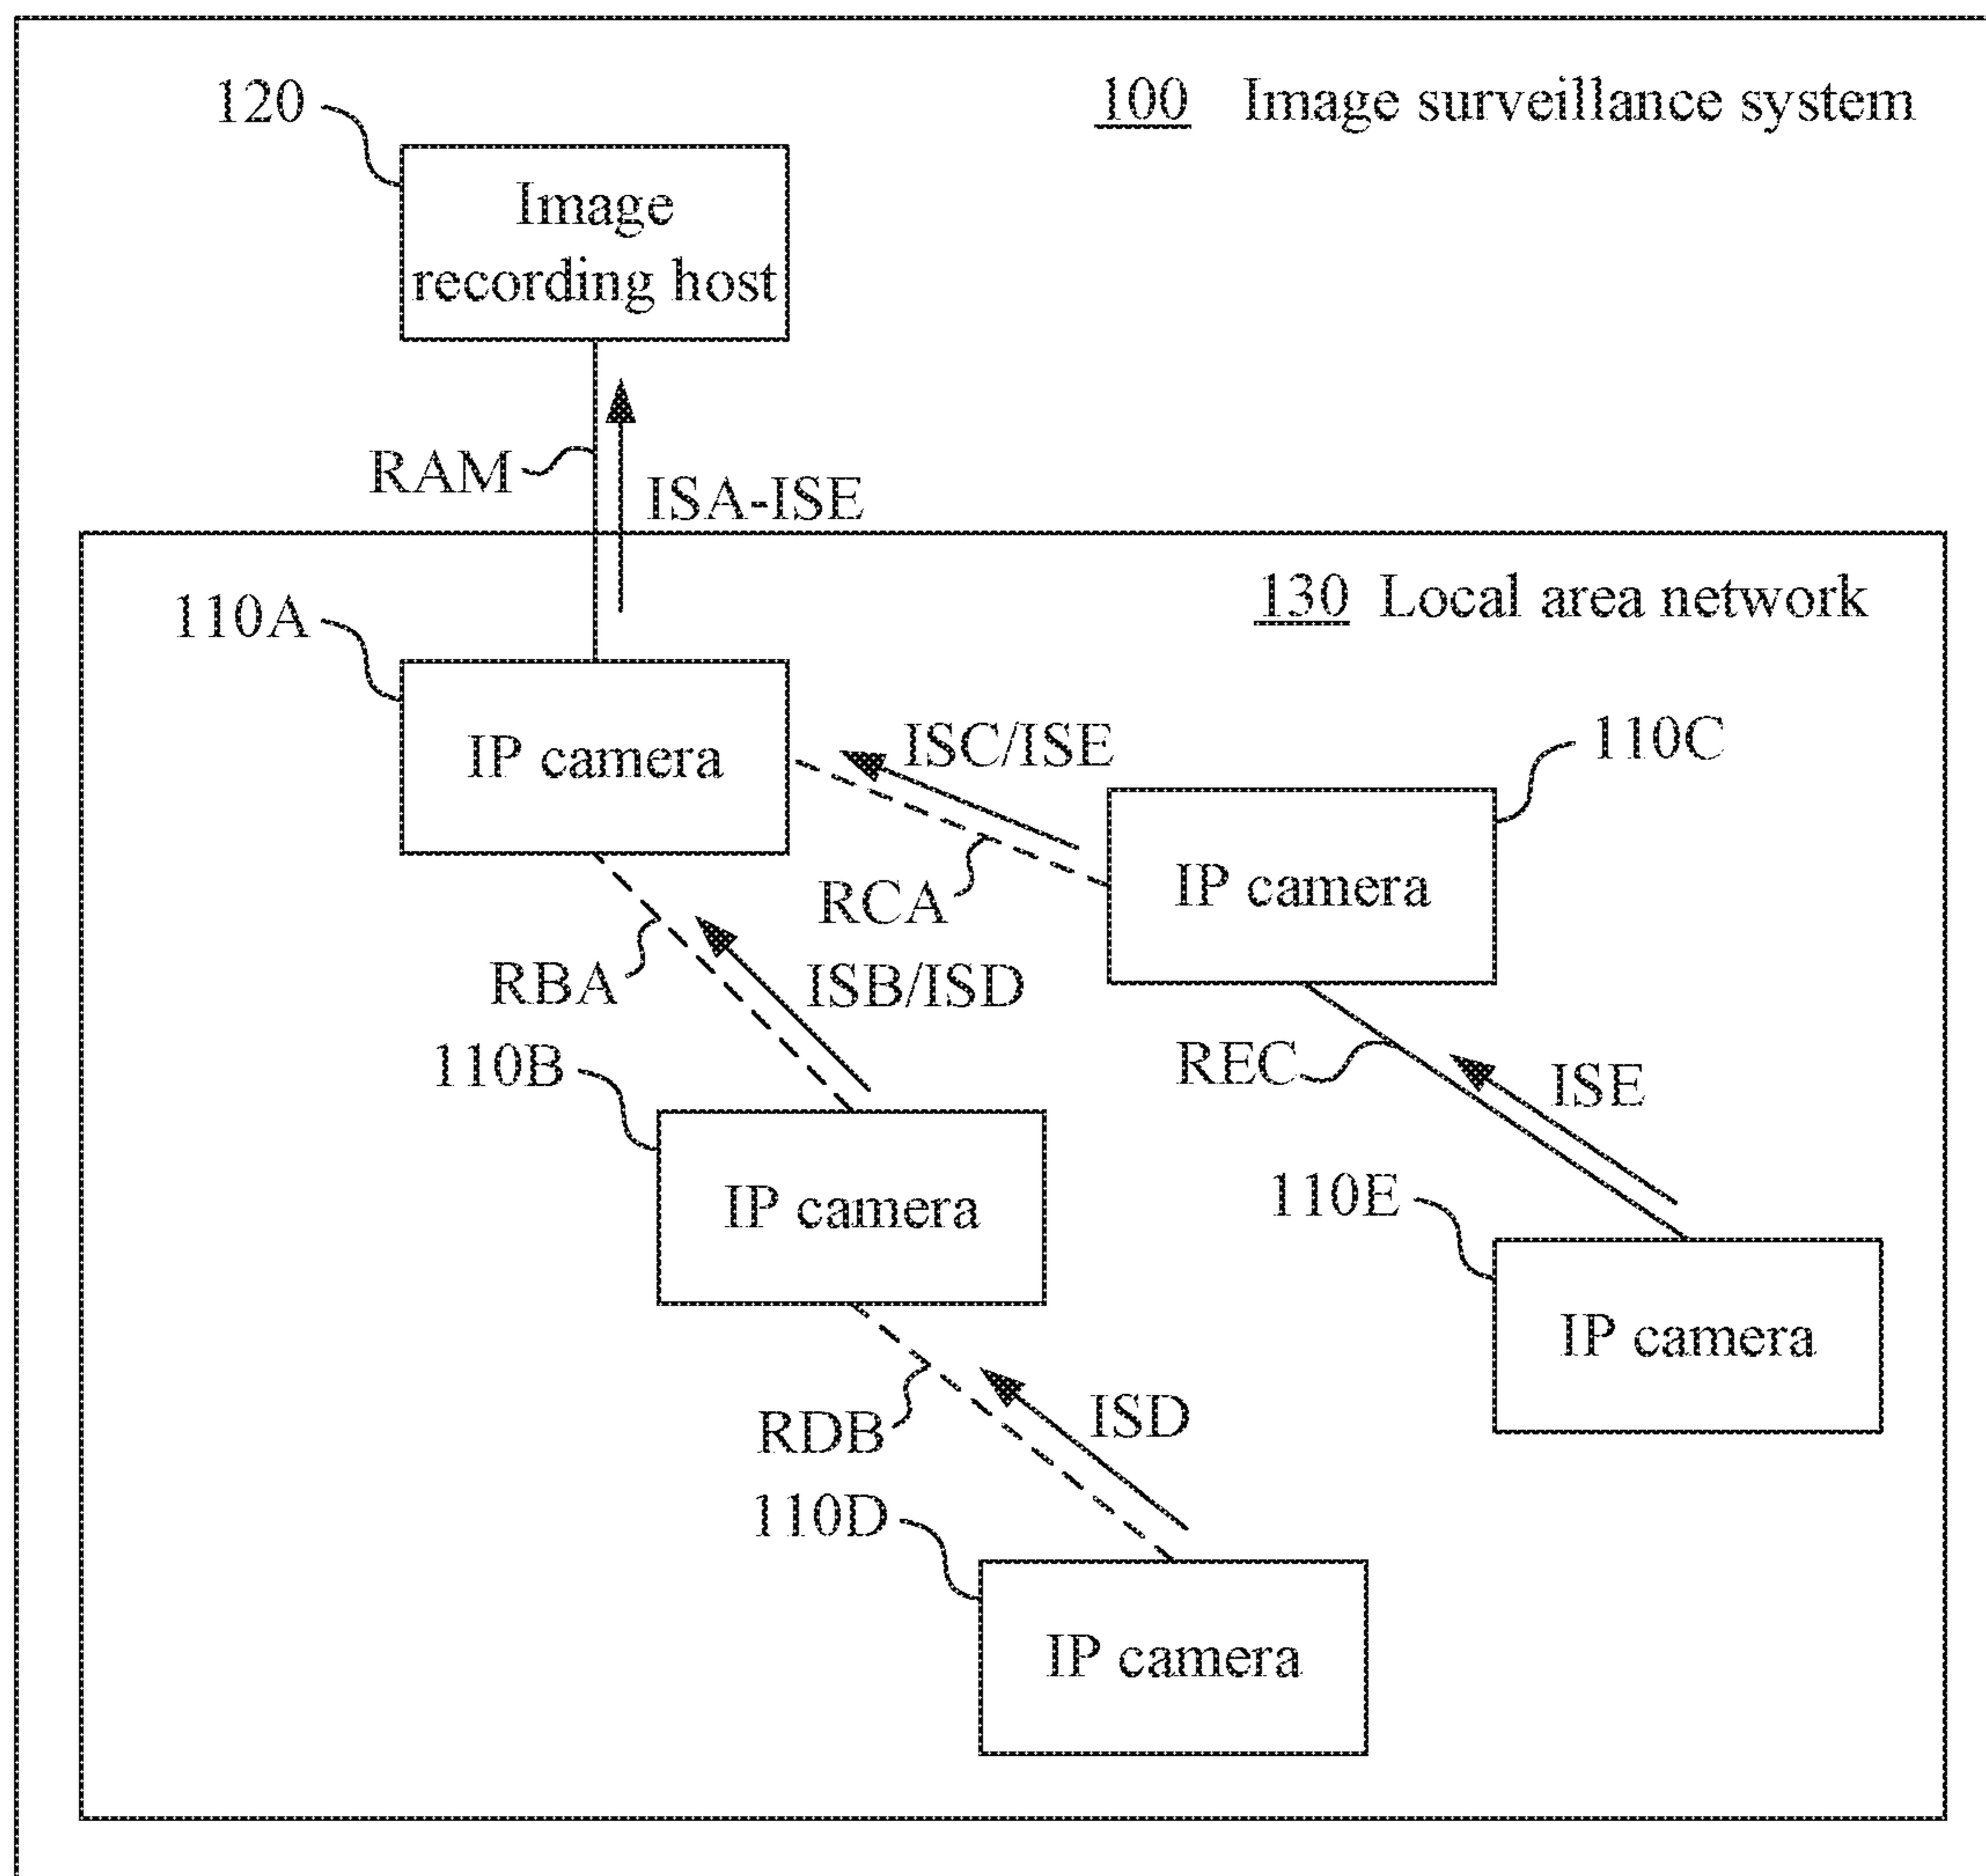 100 Image surveillance system
120
Image
recording host
RAM
ISA-ISE
130 Local area network
110A
IP camera
ISC/ISE
110C
IP camera
RCA
RBA
ISB/ISD
110B
IP camera
REC
ISE
110E
IP camera
RDB
ISD
110D
IP camera